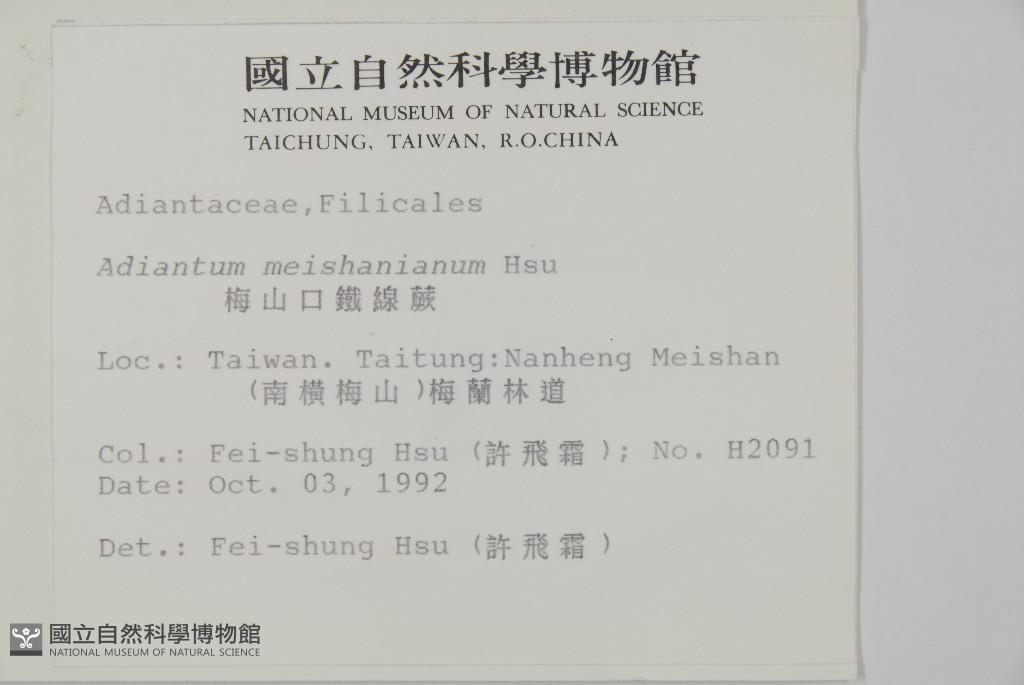 國立自然科學博物館
NATIONAL MUSEUM OF NATURAL SCIENCE
TAICHUNG, TAIWAN, R.O.CHINA
Adiantaceae,Filicales
Adiantum meishanianum Hsu
梅山口鐵線蕨
Loc.: Taiwan. Taitung:Nanheng Meishan
(南橫梅山)梅蘭林道
Col.: Fei-shung Hsu (許飛霜); No. H2091
Date: Oct. 03, 1992
Det.: Fei-shung Hsu (許飛霜)
國立自然科學博物館
NATIONAL MUSEUM OF NATURAL SCIENCE